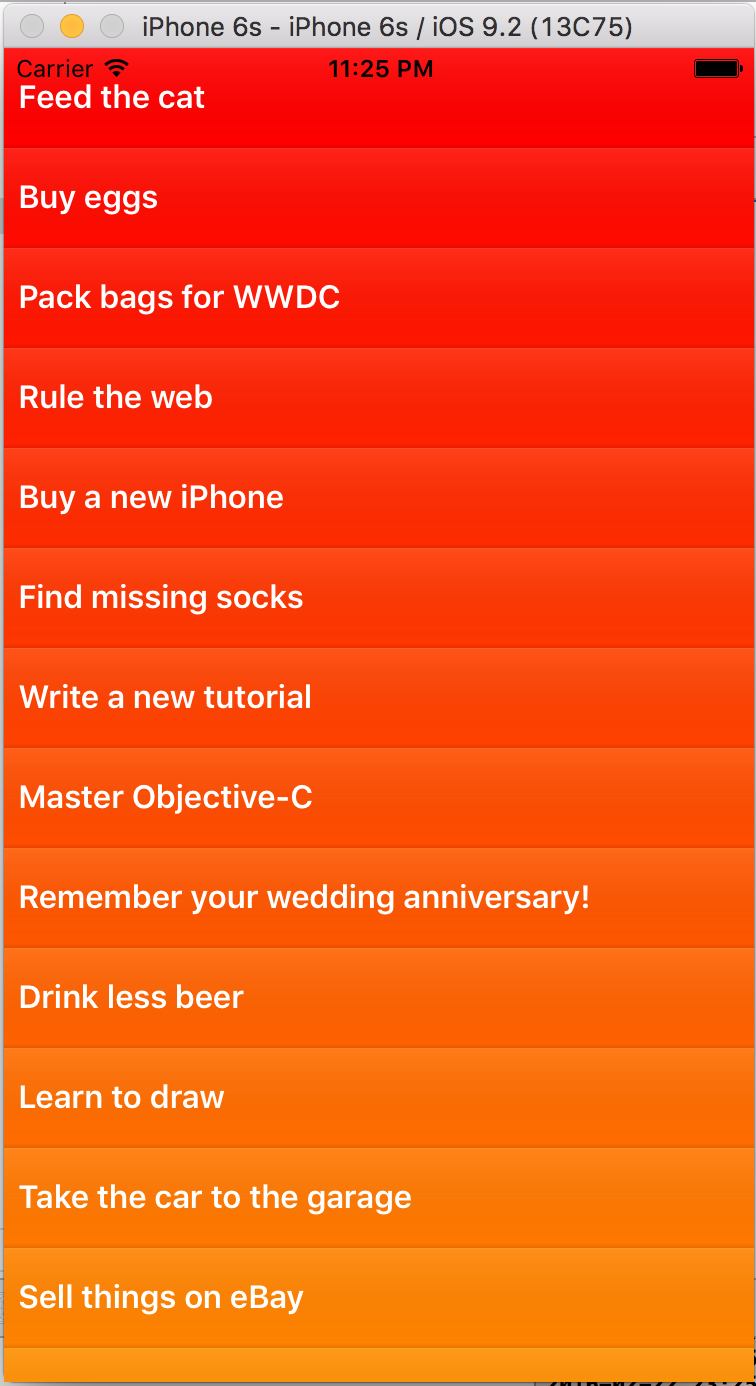 iPhone 6s - iPhone 6s / iOS 9.2 (13C75)
Carrier 11:25 PM
Feed the cat
Buy eggs
Pack bags for WWDC
Rule the web
Buy a new iPhone
Find missing socks
Write a new tutorial
Master Objective-C
Remember your wedding anniversary!
Drink less beer
Learn to draw
Take the car to the garage
Sell things on eBay